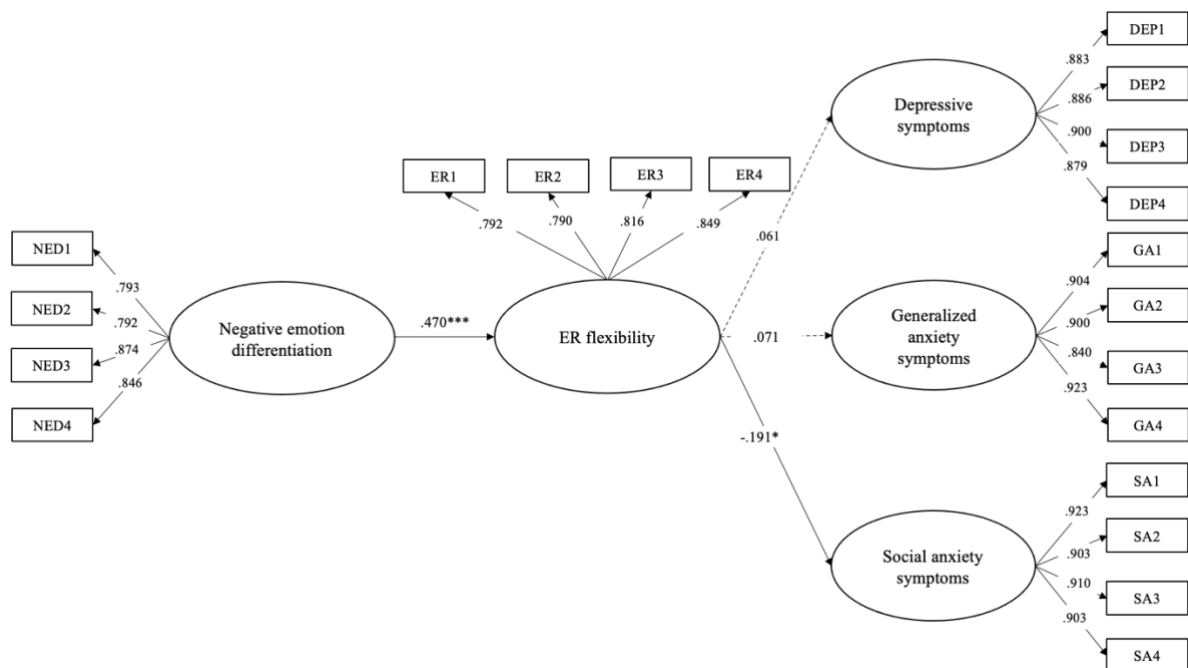 NED1
NED2
NED3
NED4
.793
.792
.874
.846
Negative emotion
differentiation
.470***
ER1
ER2
ER3
ER4
.792
.790
.816
.849
ER flexibility
.061
.071
-.191*
Depressive
symptoms
.883
.886
.900
.879
DEP1
DEP2
DEP3
DEP4
Generalized
anxiety
symptoms
.904
.900
.840
.923
GA1
GA2
GA3
GA4
Social anxiety
symptoms
.923
.903
.910
.903
SA1
SA2
SA3
SA4